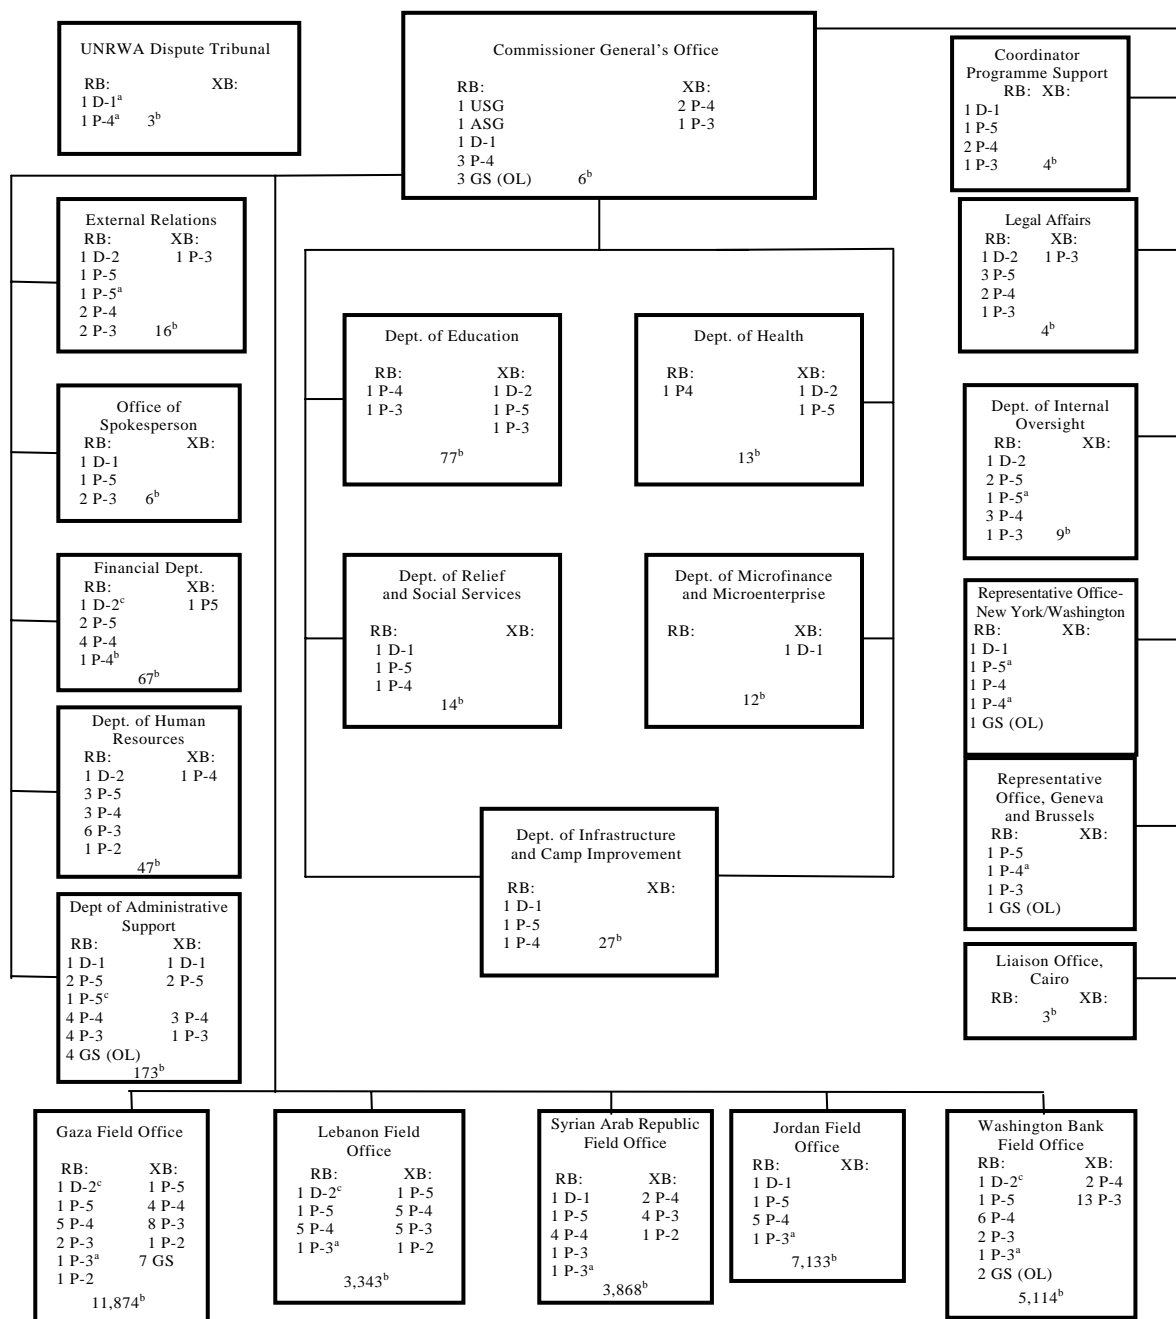 UNRWA Dispute Tribunal
RB: XB:
1 D-1ᵃ
1 P-4ᵃ 3ᵇ
Commissioner General's Office
RB: XB:
1 USG 2 P-4
1 ASG 1 P-3
1 D-1
3 P-4
3 GS (OL) 6ᵇ
Coordinator
Programme Support
RB: XB:
1 D-1
1 P-5
2 P-4
1 P-3 4ᵇ
External Relations
RB: XB:
1 D-2 1 P-3
1 P-5
1 P-5ᵃ
2 P-4
2 P-3 16ᵇ
Legal Affairs
RB: XB:
1 D-2 1 P-3
3 P-5
2 P-4
1 P-3
4ᵇ
Dept. of Education
RB: XB:
1 P-4 1 D-2
1 P-3 1 P-5
1 P-3
77ᵇ
Dept. of Health
RB: XB:
1 P4 1 D-2
1 P-5
13ᵇ
Office of
Spokesperson
RB: XB:
1 D-1
1 P-5
2 P-3 6ᵇ
Dept. of Internal
Oversight
RB: XB:
1 D-2
2 P-5
1 P-5ᵃ
3 P-4
1 P-3 9ᵇ
Financial Dept.
RB: XB:
1 D-2ᶜ 1 P5
2 P-5
4 P-4
1 P-4ᵇ
67ᵇ
Dept. of Relief
and Social Services
RB: XB:
1 D-1
1 P-5
1 P-4
14ᵇ
Dept. of Microfinance
and Microenterprise
RB: XB:
1 D-1
12ᵇ
Representative Office-
New York/Washington
RB: XB:
1 D-1
1 P-5ᵃ
1 P-4
1 P-4ᵃ
1 GS (OL)
Dept. of Human
Resources
RB: XB:
1 D-2 1 P-4
3 P-5
3 P-4
6 P-3
1 P-2
47ᵇ
Representative
Office, Geneva
and Brussels
RB: XB:
1 P-5
1 P-4ᵃ
1 P-3
1 GS (OL)
Dept. of Infrastructure
and Camp Improvement
RB: XB:
1 D-1
1 P-5
1 P-4 27ᵇ
Dept of Administrative
Support
RB: XB:
1 D-1 1 D-1
2 P-5 2 P-5
1 P-5ᶜ
4 P-4 3 P-4
4 P-3 1 P-3
4 GS (OL)
173ᵇ
Liaison Office,
Cairo
RB: XB:
3ᵇ
Gaza Field Office
RB: XB:
1 D-2ᶜ 1 P-5
1 P-5 4 P-4
5 P-4 8 P-3
2 P-3 1 P-2
1 P-3ᵃ 7 GS
1 P-2
11,874ᵇ
Lebanon Field
Office
RB: XB:
1 D-2ᶜ 1 P-5
1 P-5 5 P-4
5 P-4 5 P-3
1 P-3ᵃ 1 P-2
3,343ᵇ
Syrian Arab Republic
Field Office
RB: XB:
1 D-1 2 P-4
1 P-5 4 P-3
4 P-4 1 P-2
1 P-3
1 P-3ᵃ
3,868ᵇ
Jordan Field
Office
RB: XB:
1 D-1
1 P-5
5 P-4
1 P-3ᵃ
7,133ᵇ
Washington Bank
Field Office
RB: XB:
1 D-2ᶜ 2 P-4
1 P-5 13 P-3
6 P-4
2 P-3
1 P-3ᵃ
2 GS (OL)
5,114ᵇ